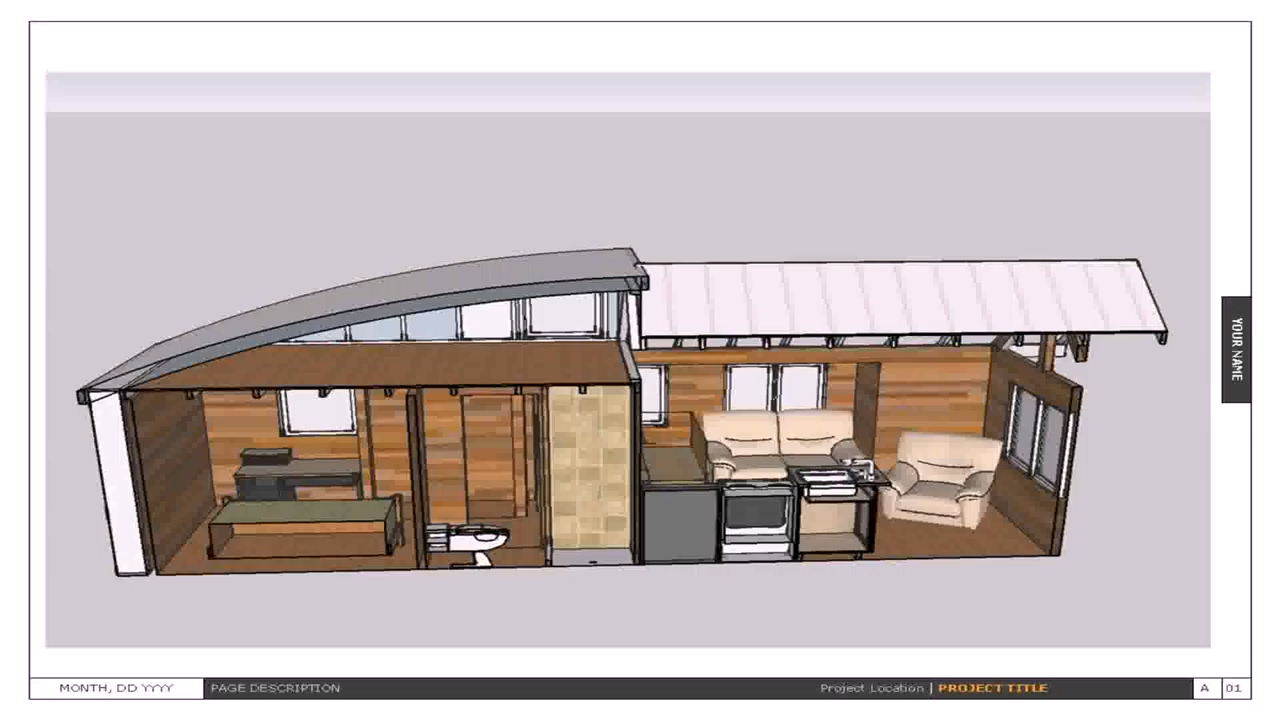 YOUR NAME
MONTH, DD YYYY
PAGE DESCRIPTION
Project Location | PROJECT TITLE
A 01